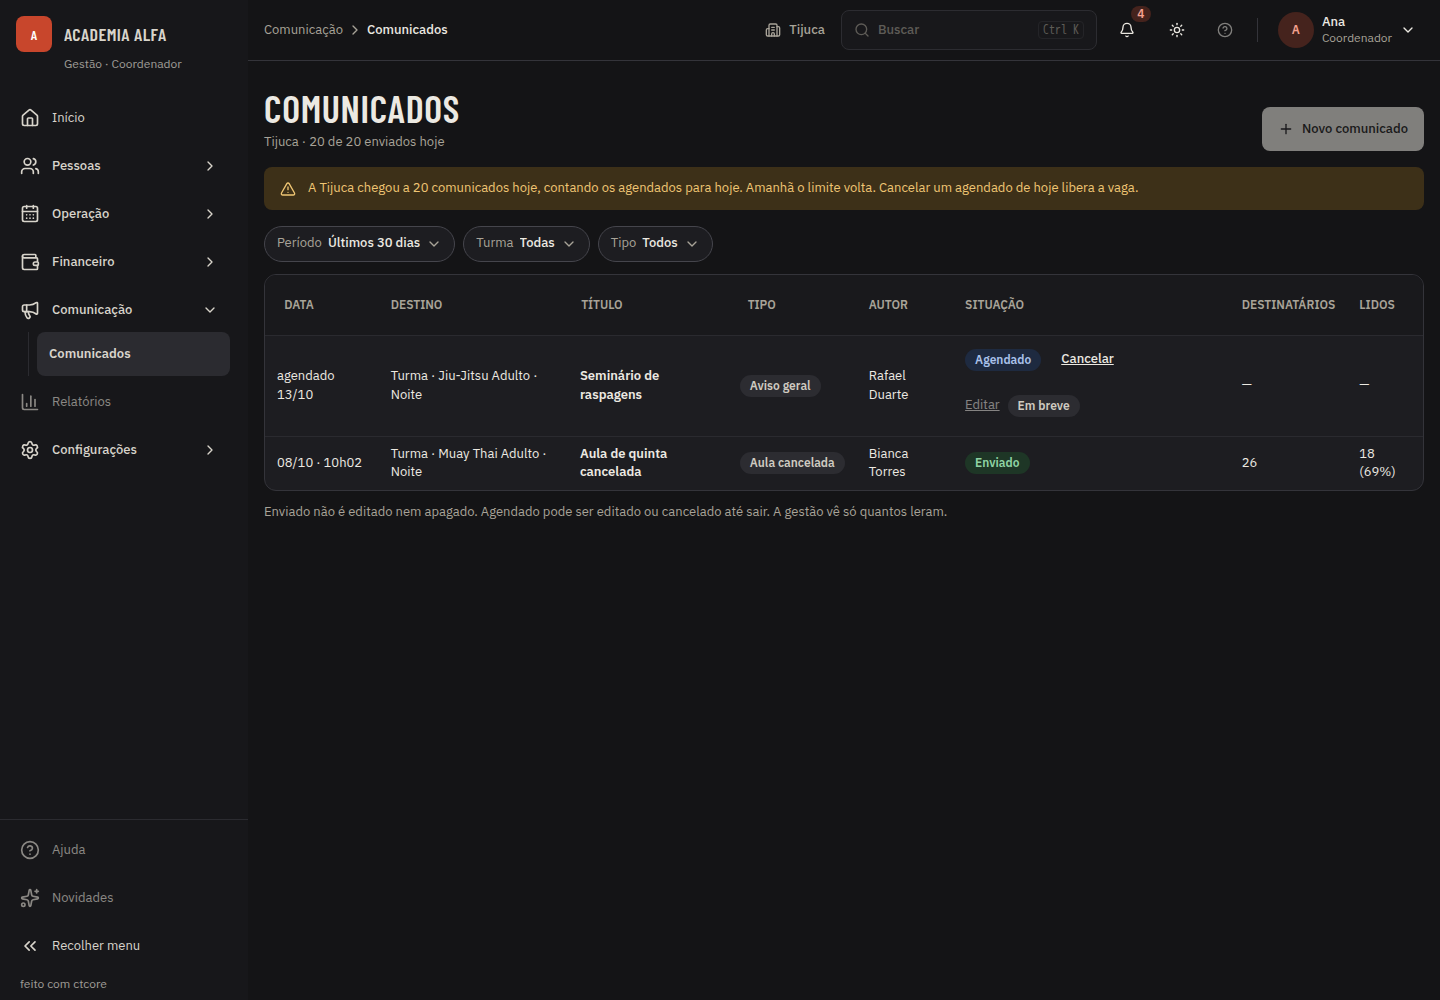 A
ACADEMIA ALFA
Gestão · Coordenador
Início
Pessoas
Operação
Financeiro
Comunicação
Comunicados
Relatórios
Configurações
Ajuda
Novidades
Recolher menu
feito com ctcore
Comunicação > Comunicados
Tijuca
Buscar
Ctrl K
4
A
Ana
Coordenador
COMUNICADOS
Tijuca · 20 de 20 enviados hoje
+ Novo comunicado
A Tijuca chegou a 20 comunicados hoje, contando os agendados para hoje. Amanhã o limite volta. Cancelar um agendado de hoje libera a vaga.
Período Últimos 30 dias
Turma Todas
Tipo Todos
DATA DESTINO TÍTULO TIPO AUTOR SITUAÇÃO DESTINATÁRIOS LIDOS
agendado
13/10
Turma · Jiu-Jitsu Adulto ·
Noite
Seminário de
raspagens
Aviso geral
Rafael
Duarte
Agendado Cancelar
Editar Em breve
—
—
08/10 · 10h02
Turma · Muay Thai Adulto ·
Noite
Aula de quinta
cancelada
Aula cancelada
Bianca
Torres
Enviado
26
18
(69%)
Enviado não é editado nem apagado. Agendado pode ser editado ou cancelado até sair. A gestão vê só quantos leram.